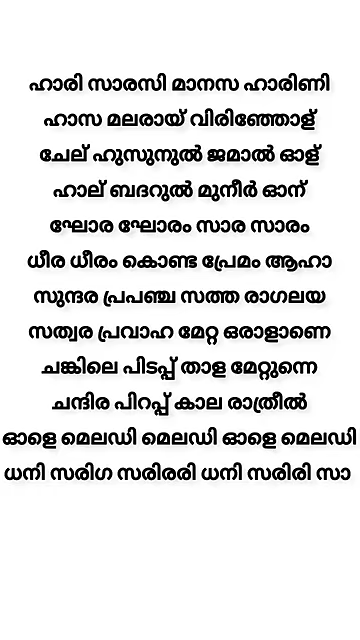 ഹാരി സാരസി മാനസ ഹാരിണി
ഹാസ മലരായ് വിരിഞ്ഞോള്
ചേല് ഹുസുനുൽ ജമാൽ ഓള്
ഹാല് ബദറുൽ മുനീർ ഓന്
ഘോര ഘോരം സാര സാരം
ധീര ധീരം കൊണ്ട പ്രേമം ആഹാ
സുന്ദര പ്രപഞ്ച സത്ത രാഗലയ
സത്വര പ്രവാഹ മേറ്റ ഒരാളാണെ
ചങ്കിലെ പിടപ്പ് താള മേറ്റുന്നെ
ചന്ദിര പിറപ്പ് കാല രാത്രീൽ
ഓളെ മെലഡി മെലഡി ഓളെ മെലഡി
ധനി സരിഗ സരിരരി ധനി സരിരി സാ